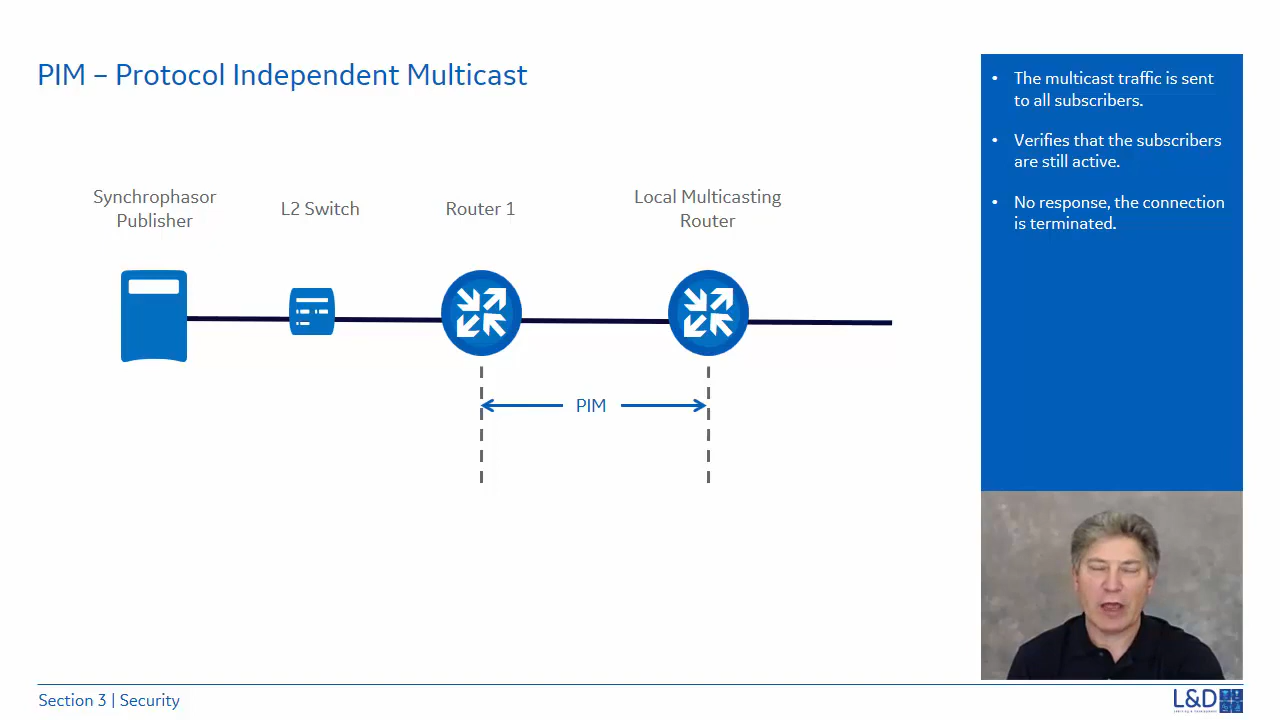 PIM – Protocol Independent Multicast
Synchrophasor
Publisher
L2 Switch
Router 1
Local Multicasting
Router
PIM
• The multicast traffic is sent
to all subscribers.
• Verifies that the subscribers
are still active.
• No response, the connection
is terminated.
Section 3 | Security
L&D